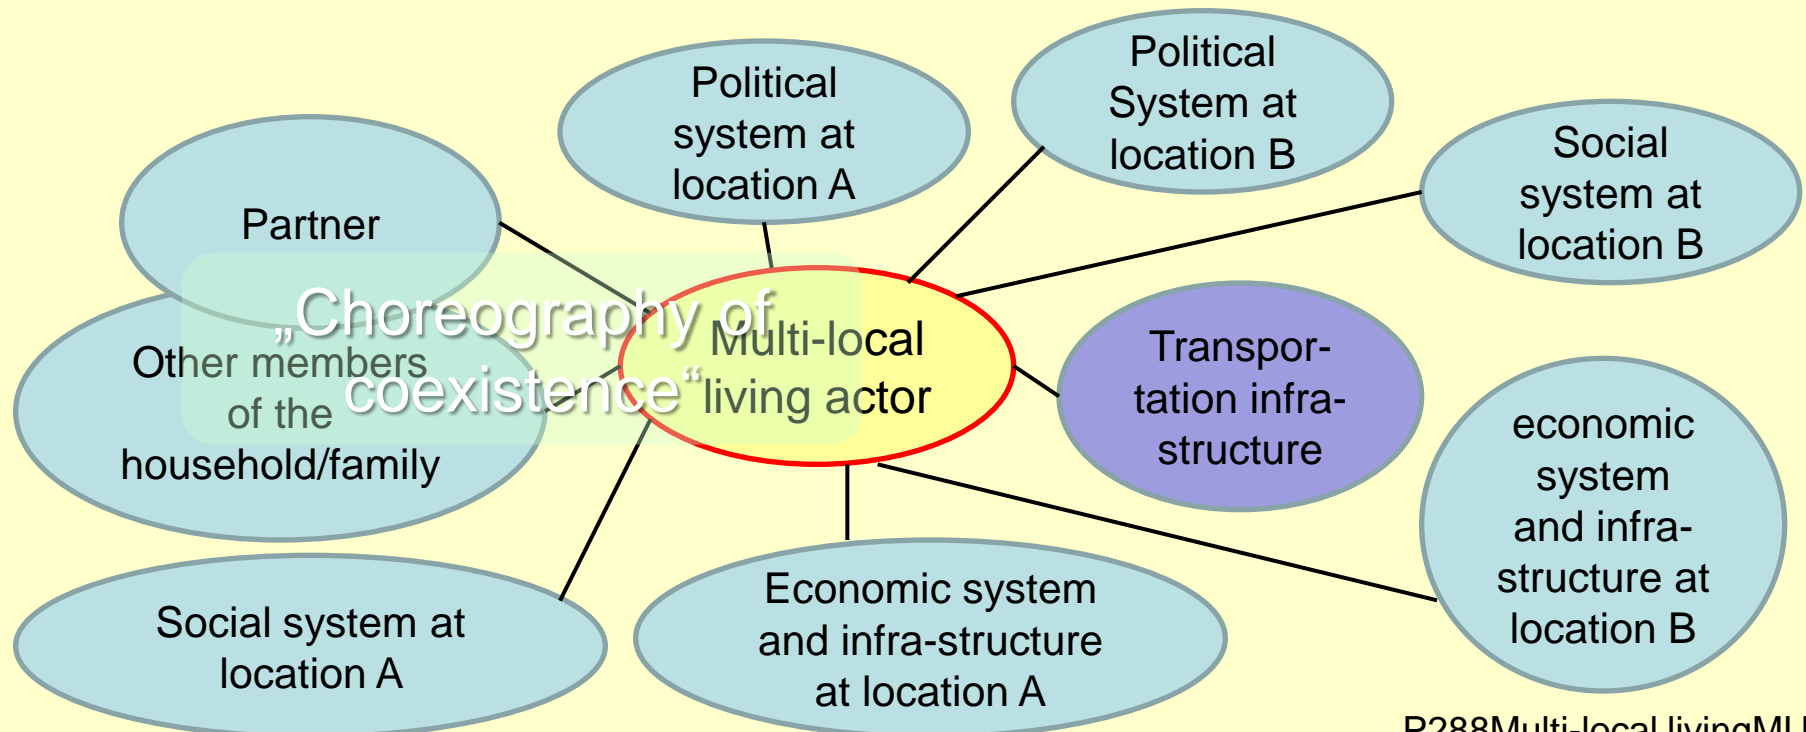 Political
system at
location A
Political
System at
location B
Social
system at
location B
Partner
„Choreography of
coexistence“
Other members
of the
household/family
Multi-local
living actor
Transpor-
tation infra-
structure
economic
system
and infra-
structure at
location B
Social system at
location A
Economic system
and infra-structure
at location A